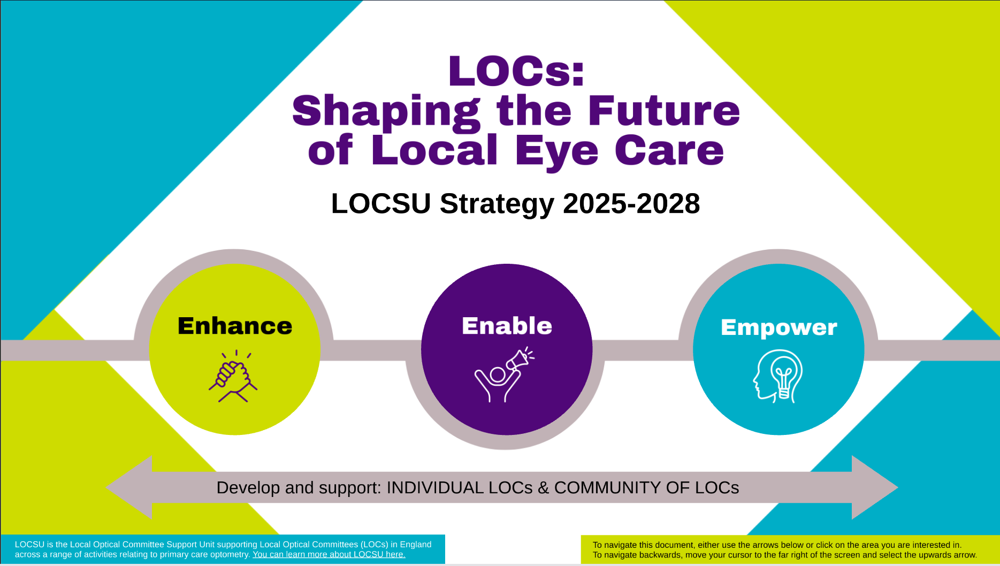 LOCs:
Shaping the Future
of Local Eye Care
LOCSU Strategy 2025-2028
Enhance
Enable
Empower
Develop and support: INDIVIDUAL LOCs & COMMUNITY OF LOCs
LOCSU is the Local Optical Committee Support Unit supporting Local Optical Committees (LOCs) in England
across a range of activities relating to primary care optometry. You can learn more about LOCSU here.
To navigate this document, either use the arrows below or click on the area you are interested in.
To navigate backwards, move your cursor to the far right of the screen and select the upwards arrow.